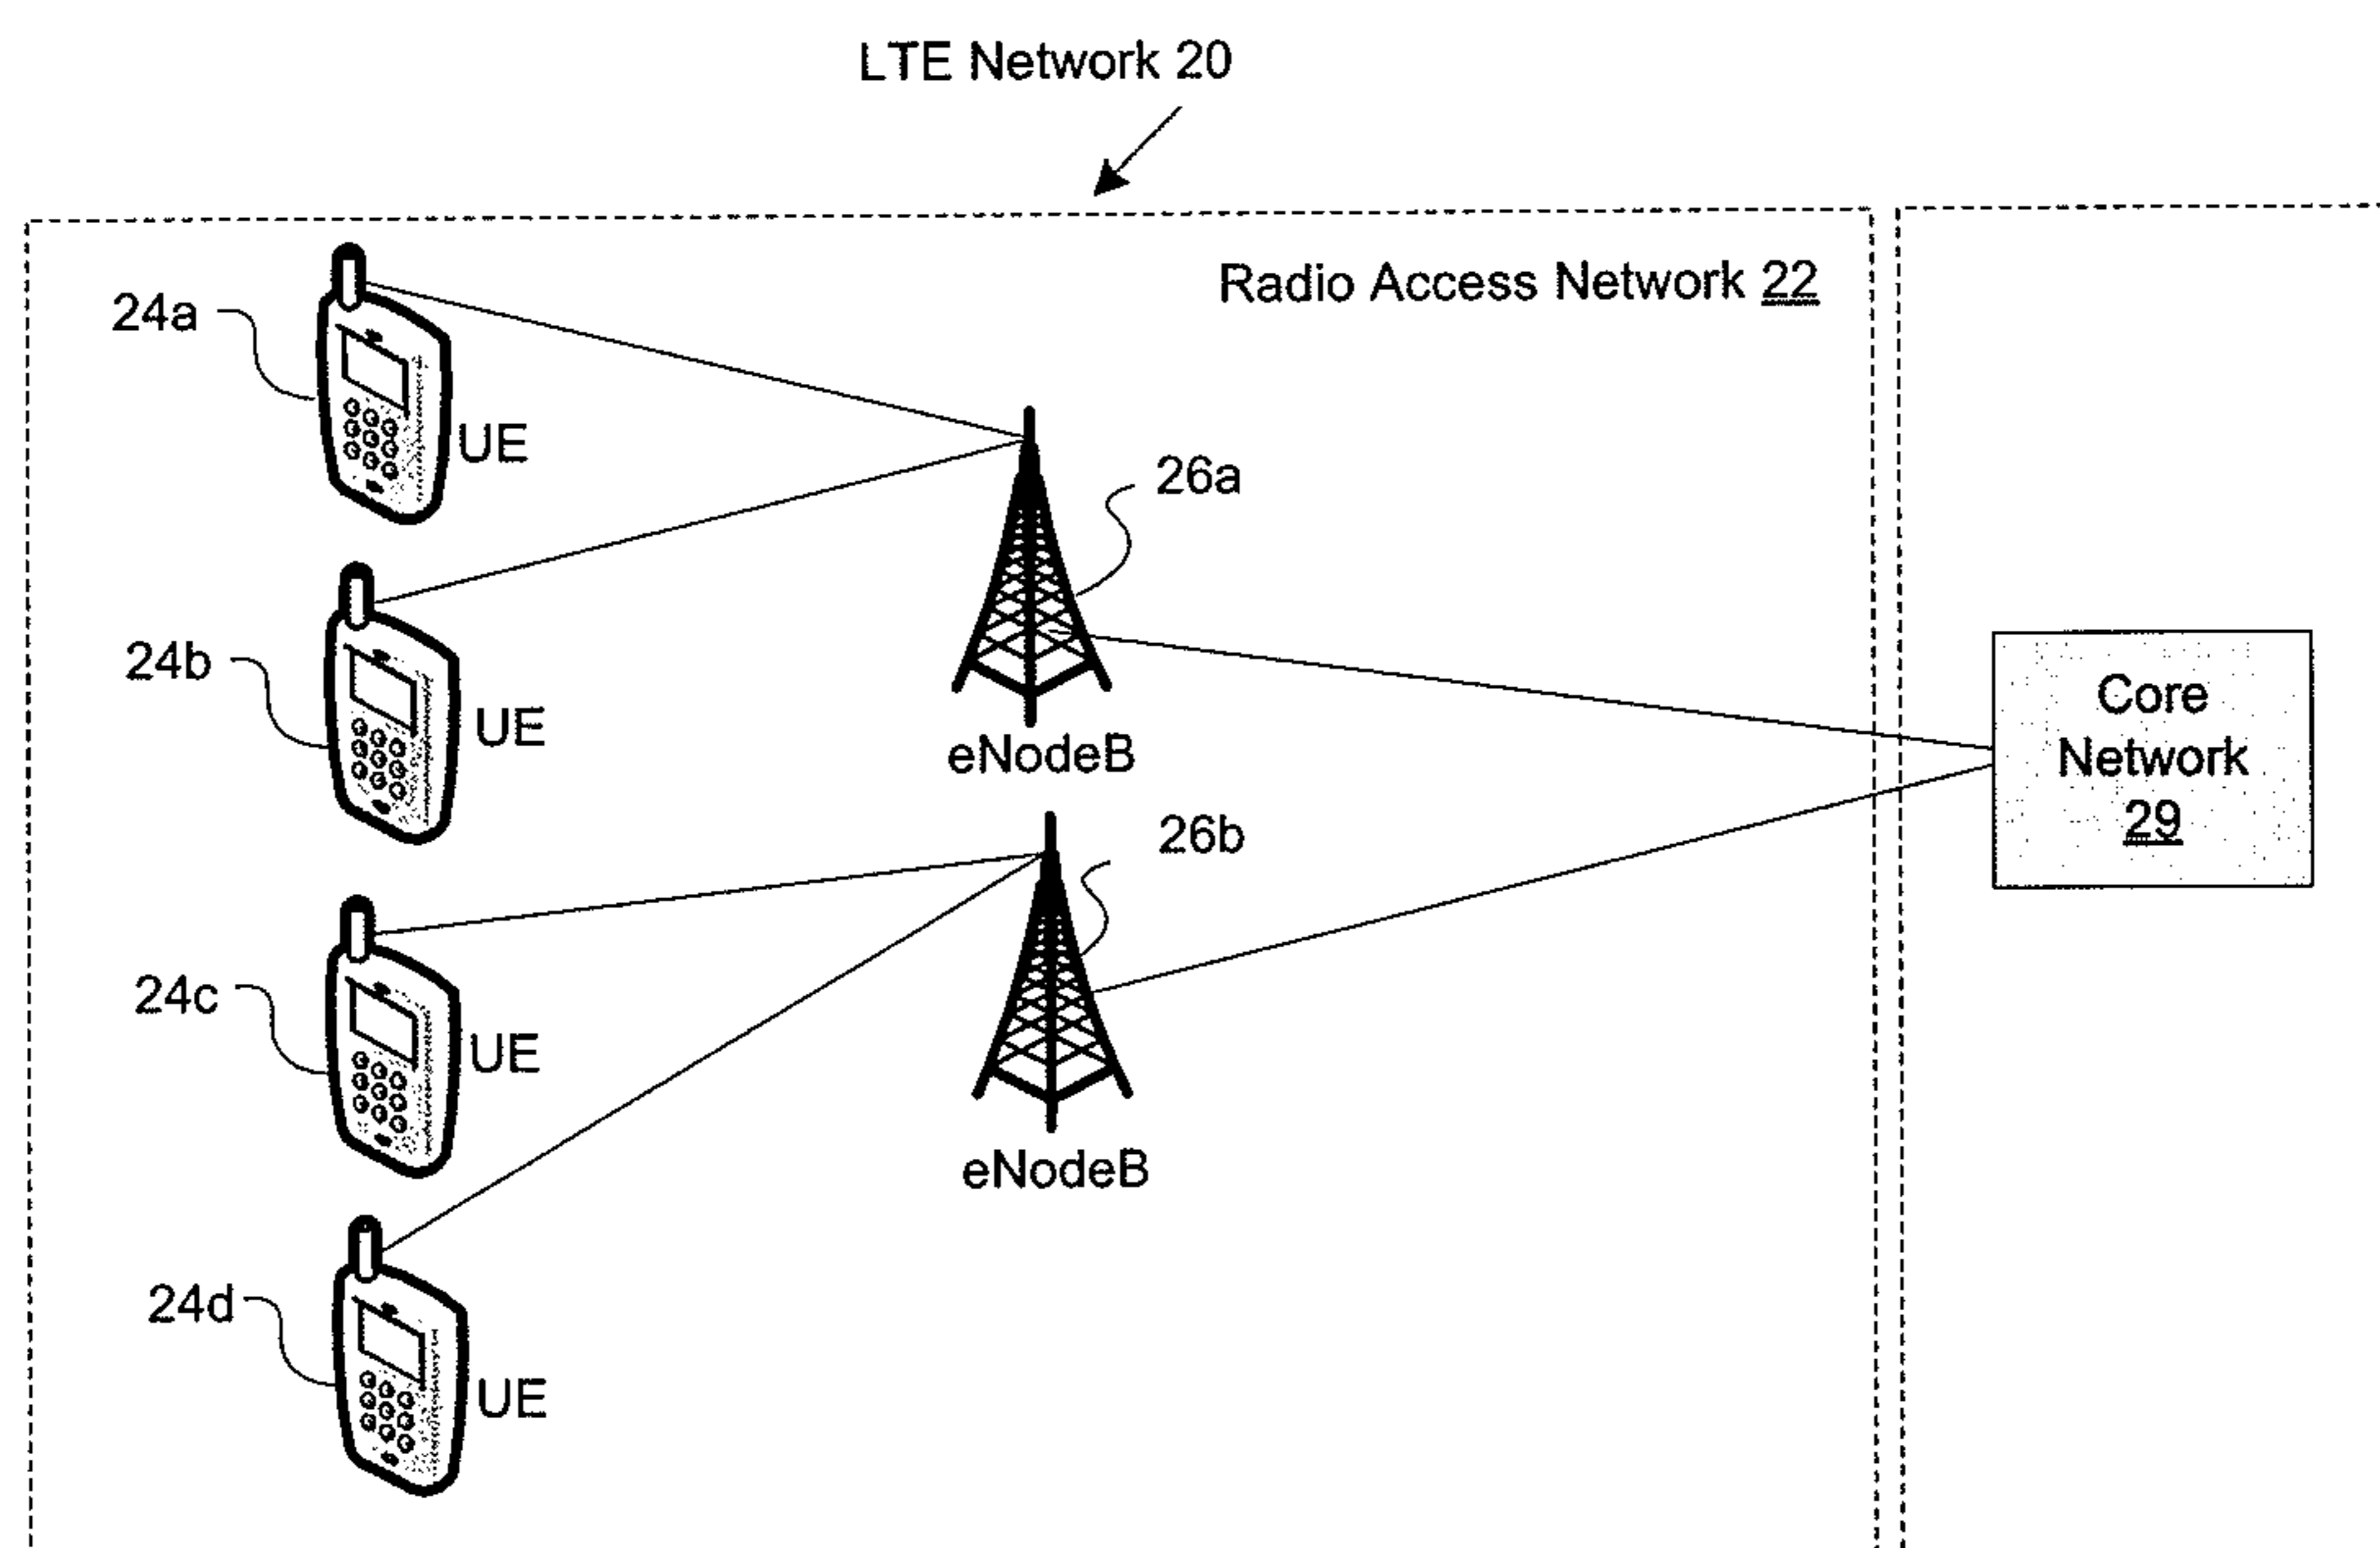 LTE Network 20
Radio Access Network 22
24a
UE
26a
24b
UE
eNodeB
Core
Network
29
26b
24c
UE
eNodeB
24d
UE